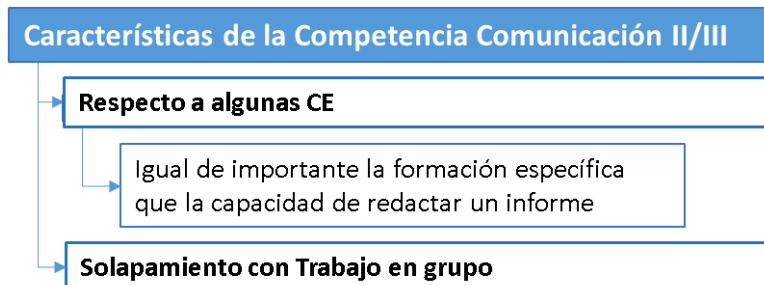 Características de la Competencia Comunicación II/III
Respecto a algunas CE
Igual de importante la formación específica
que la capacidad de redactar un informe
Solapamiento con Trabajo en grupo